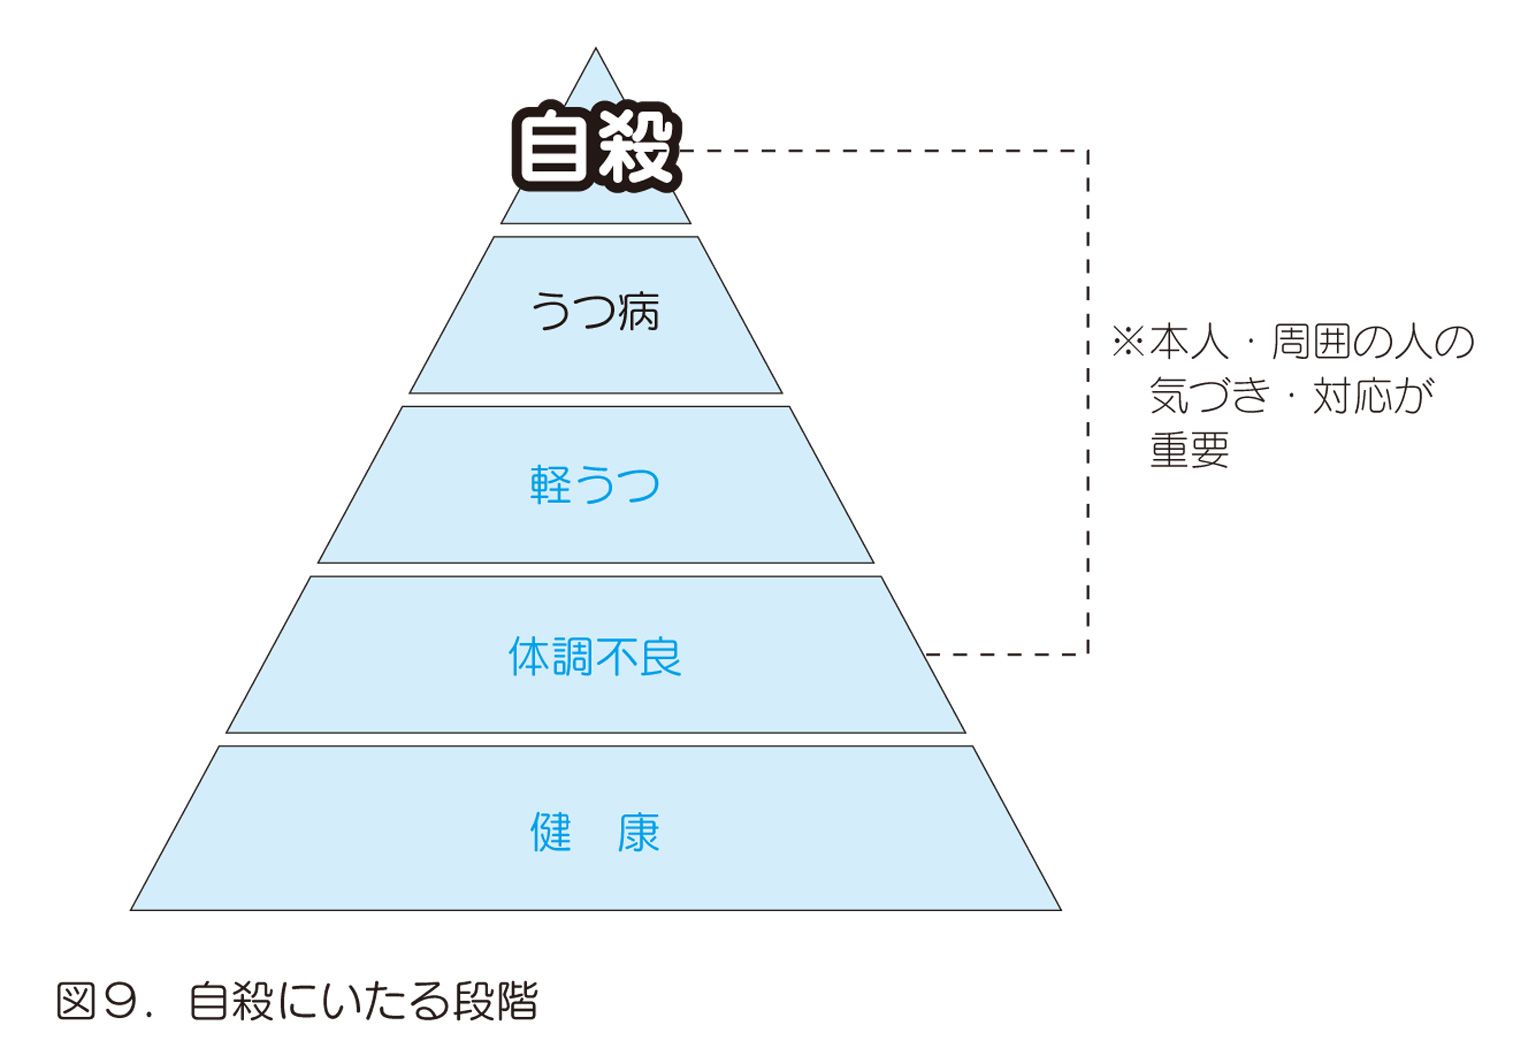 自殺
うつ病
軽うつ
体調不良
健　康
※本人・周囲の人の
気づき・対応が
重要
図９．自殺にいたる段階